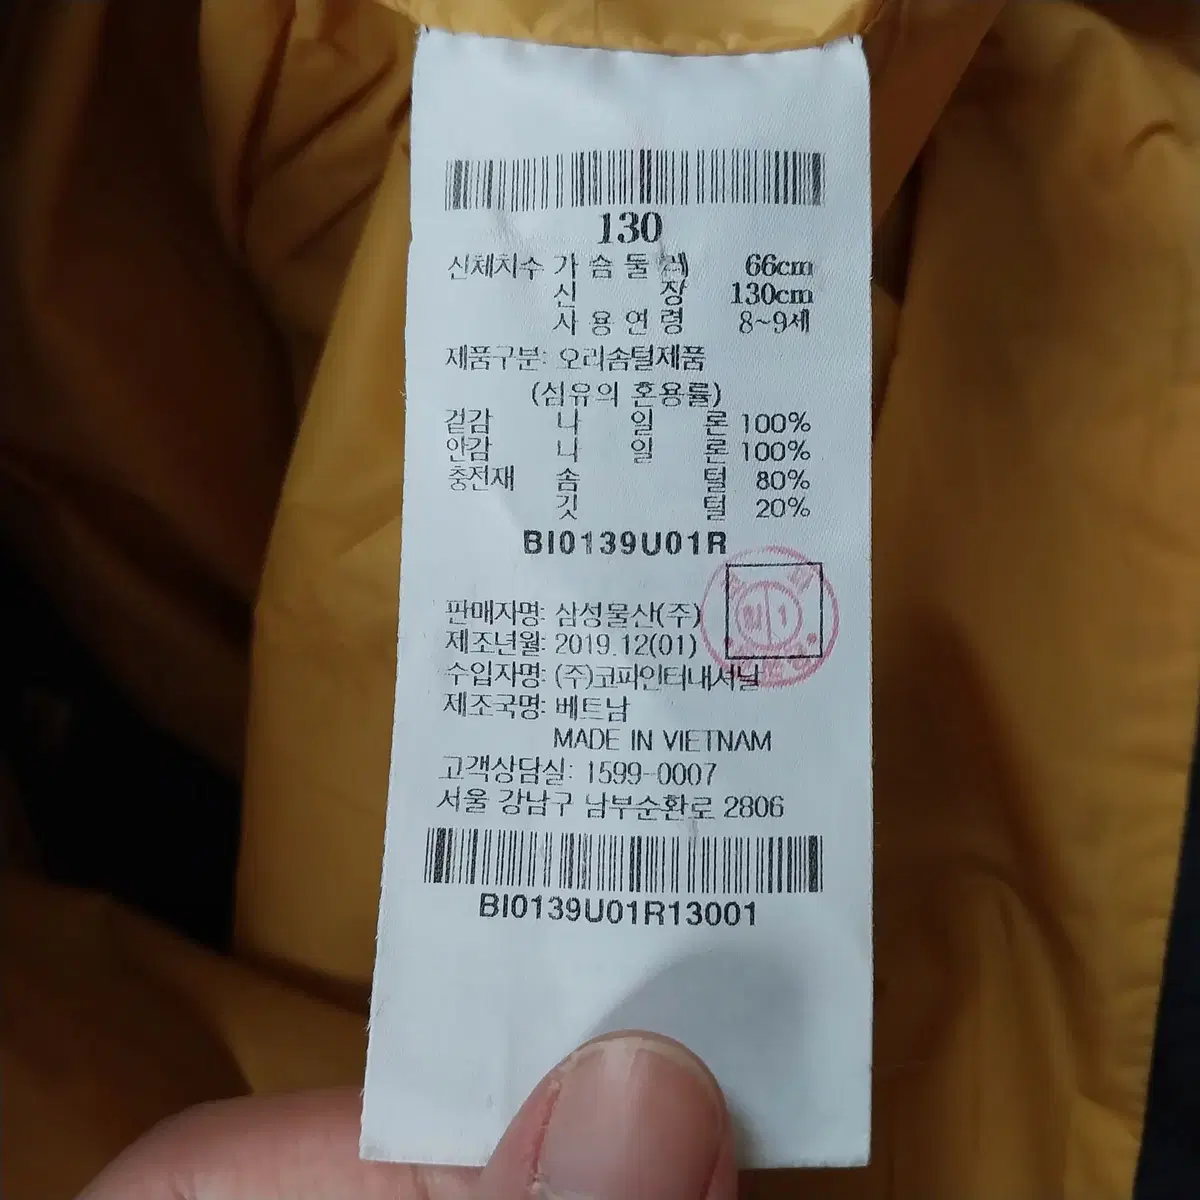 130
신체치수 가 슴 둘 레 66cm
신 장 130cm
사 용 연 령 8~9세
제품구분: 오리솜털제품
(섬유의 혼용률)
겉감 나 일 론 100%
안감 나 일 론 100%
충전재 솜 털 80%
깃 털 20%
BI0139U01R
판매자명: 삼성물산(주)
제조년월: 2019.12(01)
수입자명: (주)코파인터내셔날
제조국명: 베트남
MADE IN VIETNAM
고객상담실: 1599-0007
서울 강남구 남부순환로 2806
BI0139U01R13001